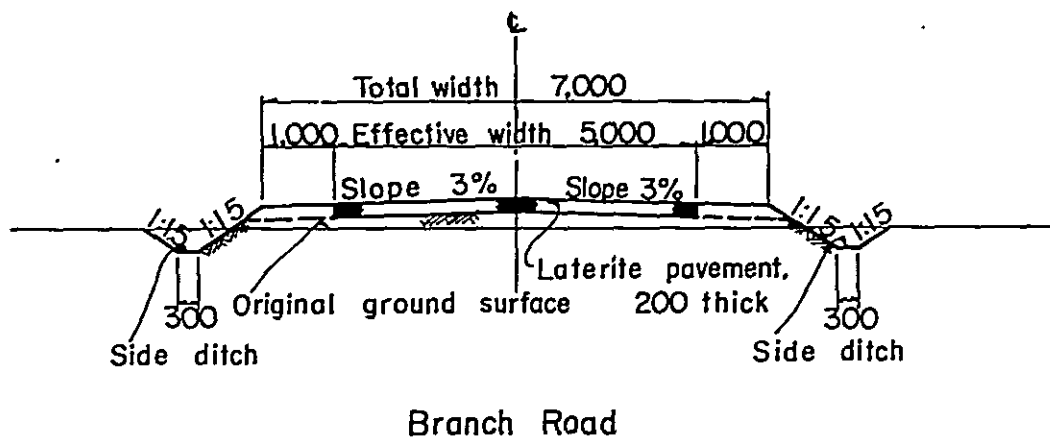 ℄
Total width 7,000
1,000 Effective width 5,000 1,000
Slope 3% Slope 3%
1:1.5 1:1.5 1:1.5 1:1.5
Laterite pavement,
200 thick
Original ground surface
300 300
Side ditch Side ditch
Branch Road